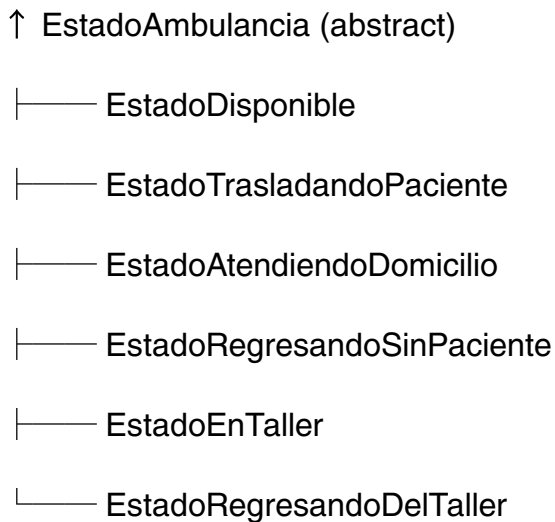 ↑ EstadoAmbulancia (abstract)
├── EstadoDisponible
├── EstadoTrasladandoPaciente
├── EstadoAtendiendoDomicilio
├── EstadoRegresandoSinPaciente
├── EstadoEnTaller
└── EstadoRegresandoDelTaller